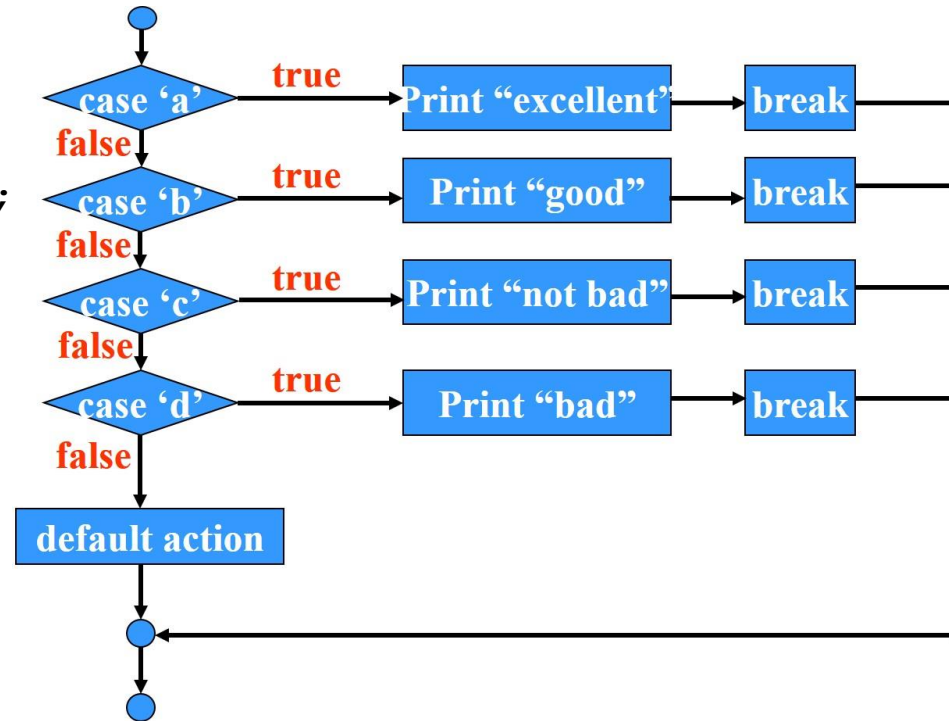 case ‘a’ true Print “excellent” break
false
;
case ‘b’ true Print “good” break
false
case ‘c’ true Print “not bad” break
false
case ‘d’ true Print “bad” break
false
default action